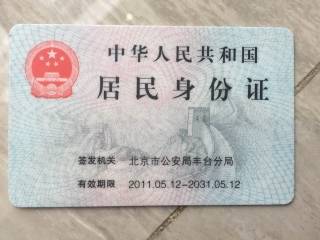 中华人民共和国
居民身份证
签发机关 北京市公安局丰台分局
有效期限 2011.05.12-2031.05.12